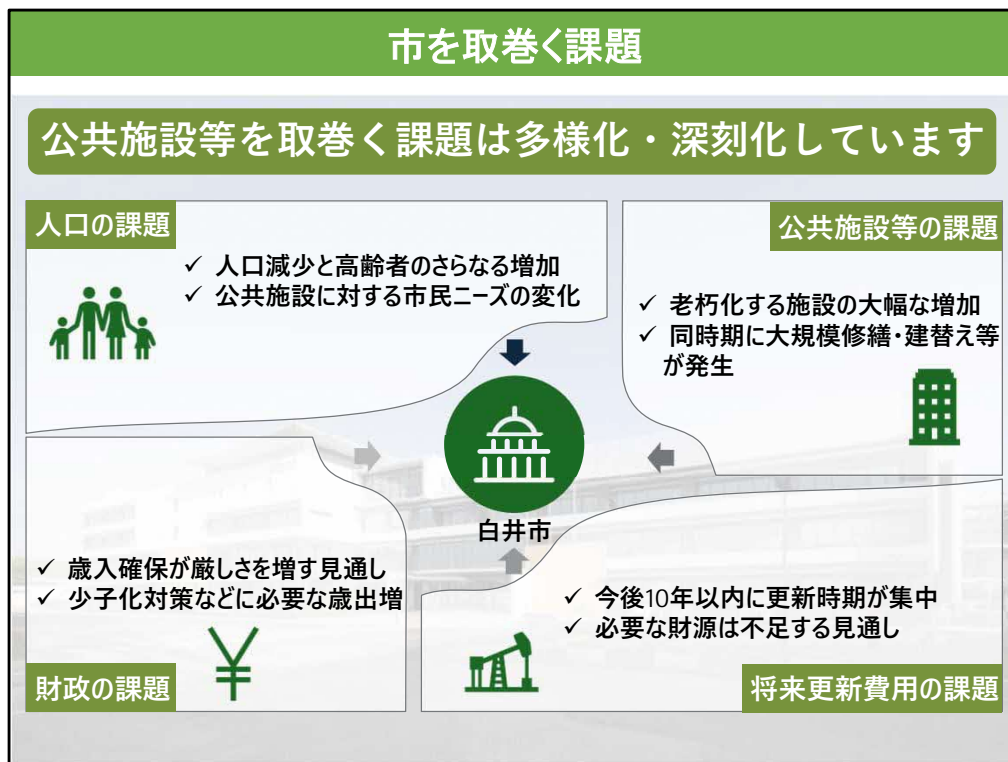 市を取巻く課題
公共施設等を取巻く課題は多様化・深刻化しています
人口の課題
✓ 人口減少と高齢者のさらなる増加
✓ 公共施設に対する市民ニーズの変化
公共施設等の課題
✓ 老朽化する施設の大幅な増加
✓ 同時期に大規模修繕・建替え等
が発生
白井市
✓ 歳入確保が厳しさを増す見通し
✓ 少子化対策などに必要な歳出増
¥
財政の課題
✓ 今後10年以内に更新時期が集中
✓ 必要な財源は不足する見通し
将来更新費用の課題